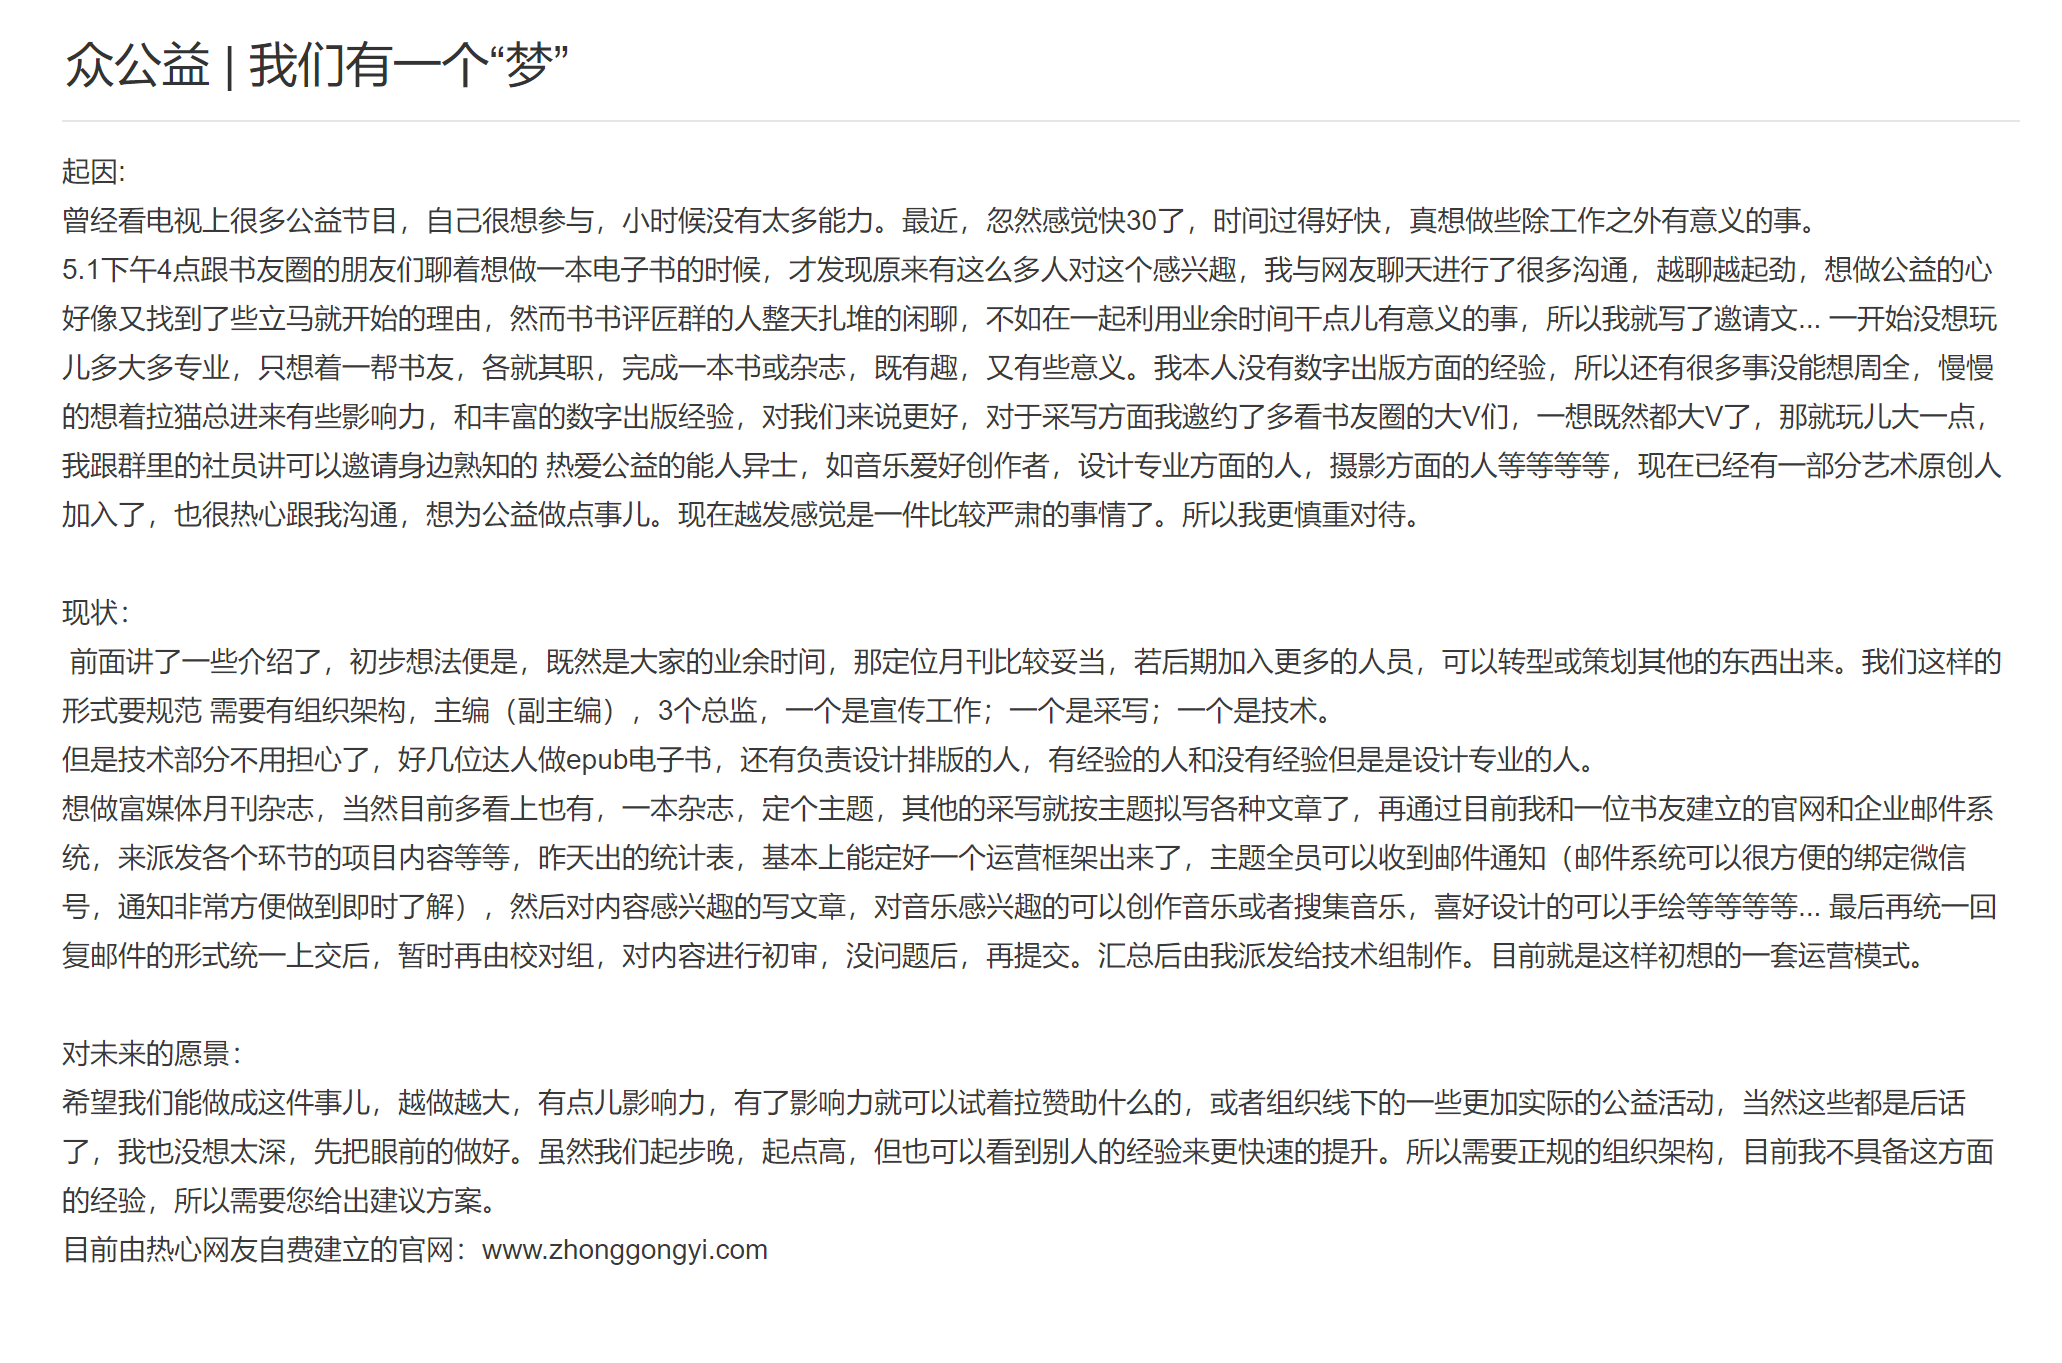 众公益 | 我们有一个“梦”
起因:
曾经看电视上很多公益节目，自己很想参与，小时候没有太多能力。最近，忽然感觉快30了，时间过得好快，真想做些除工作之外有意义的事。
5.1下午4点跟书友圈的朋友们聊着想做一本电子书的时候，才发现原来有这么多人对这个感兴趣，我与网友聊天进行了很多沟通，越聊越起劲，想做公益的心
好像又找到了些立马就开始的理由，然而书书评匠群的人整天扎堆的闲聊，不如在一起利用业余时间干点儿有意义的事，所以我就写了邀请文... 一开始没想玩
儿多大多专业，只想着一帮书友，各就其职，完成一本书或杂志，既有趣，又有些意义。我本人没有数字出版方面的经验，所以还有很多事没能想周全，慢慢
的想着拉猫总进来有些影响力，和丰富的数字出版经验，对我们来说更好，对于采写方面我邀约了多看书友圈的大V们，一想既然都大V了，那就玩儿大一点，
我跟群里的社员讲可以邀请身边熟知的 热爱公益的能人异士，如音乐爱好创作者，设计专业方面的人，摄影方面的人等等等等，现在已经有一部分艺术原创人
加入了，也很热心跟我沟通，想为公益做点事儿。现在越发感觉是一件比较严肃的事情了。所以我更慎重对待。
现状：
前面讲了一些介绍了，初步想法便是，既然是大家的业余时间，那定位月刊比较妥当，若后期加入更多的人员，可以转型或策划其他的东西出来。我们这样的
形式要规范 需要有组织架构，主编（副主编），3个总监，一个是宣传工作；一个是采写；一个是技术。
但是技术部分不用担心了，好几位达人做epub电子书，还有负责设计排版的人，有经验的人和没有经验但是是设计专业的人。
想做富媒体月刊杂志，当然目前多看上也有，一本杂志，定个主题，其他的采写就按主题拟写各种文章了，再通过目前我和一位书友建立的官网和企业邮件系
统，来派发各个环节的项目内容等等，昨天出的统计表，基本上能定好一个运营框架出来了，主题全员可以收到邮件通知（邮件系统可以很方便的绑定微信
号，通知非常方便做到即时了解），然后对内容感兴趣的写文章，对音乐感兴趣的可以创作音乐或者搜集音乐，喜好设计的可以手绘等等等等... 最后再统一回
复邮件的形式统一上交后，暂时再由校对组，对内容进行初审，没问题后，再提交。汇总后由我派发给技术组制作。目前就是这样初想的一套运营模式。
对未来的愿景：
希望我们能做成这件事儿，越做越大，有点儿影响力，有了影响力就可以试着拉赞助什么的，或者组织线下的一些更加实际的公益活动，当然这些都是后话
了，我也没想太深，先把眼前的做好。虽然我们起步晚，起点高，但也可以看到别人的经验来更快速的提升。所以需要正规的组织架构，目前我不具备这方面
的经验，所以需要您给出建议方案。
目前由热心网友自费建立的官网：www.zhonggongyi.com